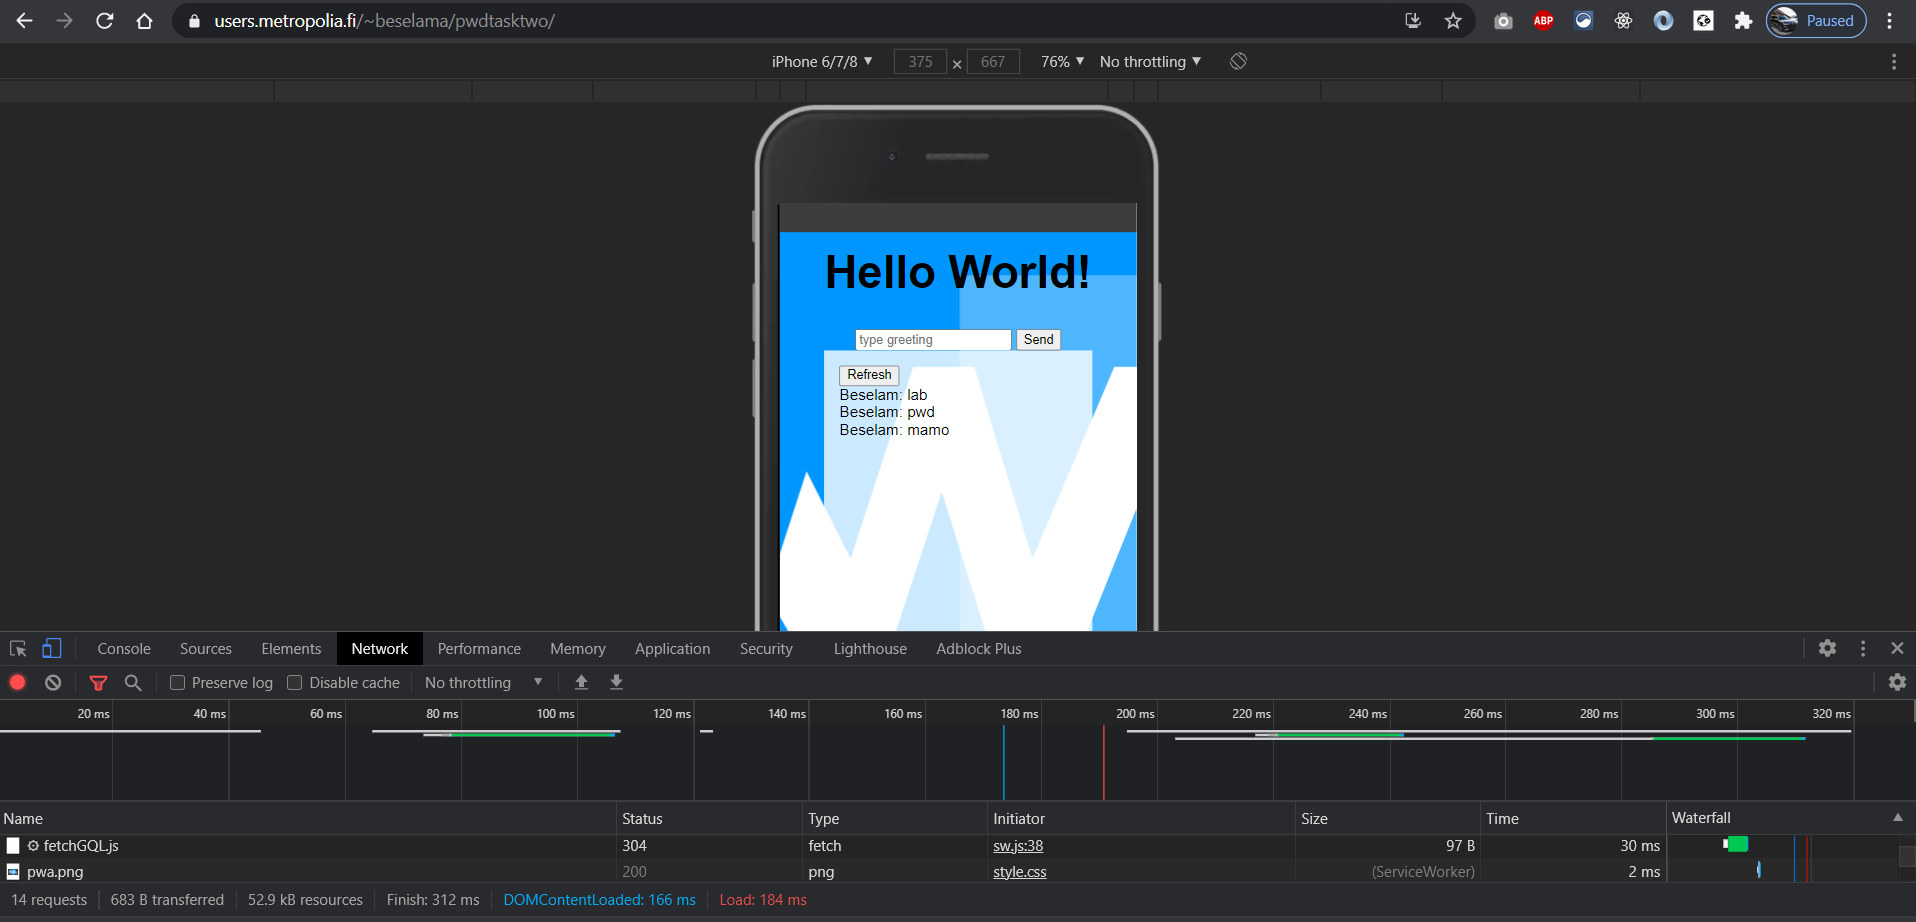 users.metropolia.fi/~beselama/pwdtasktwo/
ABP
Paused
iPhone 6/7/8 ▼ 375 × 667 76% ▼ No throttling ▼
Hello World!
type greeting Send
Refresh
Beselam: lab
Beselam: pwd
Beselam: mamo
Console Sources Elements Network Performance Memory Application Security Lighthouse Adblock Plus
Preserve log Disable cache No throttling ▼
20 ms 40 ms 60 ms 80 ms 100 ms 120 ms 140 ms 160 ms 180 ms 200 ms 220 ms 240 ms 260 ms 280 ms 300 ms 320 ms
Name Status Type Initiator Size Time Waterfall
fetchGQL.js 304 fetch sw.js:38 97 B 30 ms
pwa.png 200 png style.css (ServiceWorker) 2 ms
14 requests 683 B transferred 52.9 kB resources Finish: 312 ms DOMContentLoaded: 166 ms Load: 184 ms